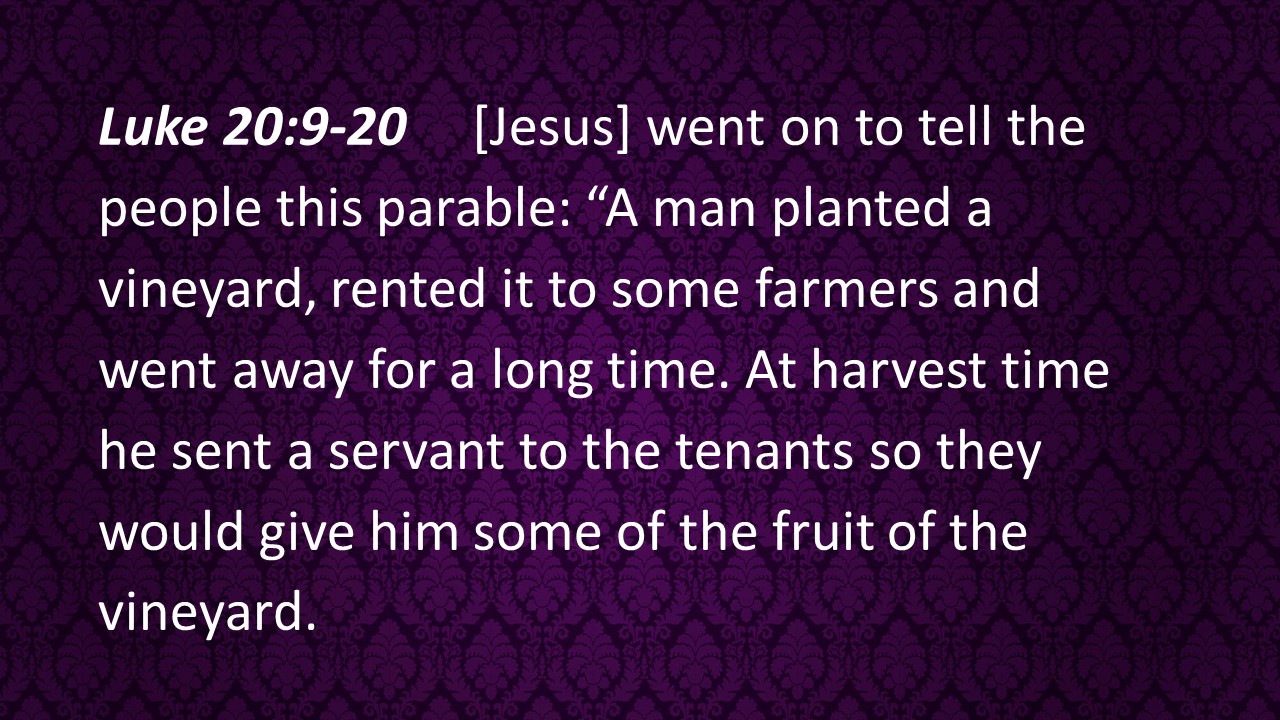 Luke 20:9-20 [Jesus] went on to tell the
people this parable: “A man planted a
vineyard, rented it to some farmers and
went away for a long time. At harvest time
he sent a servant to the tenants so they
would give him some of the fruit of the
vineyard.